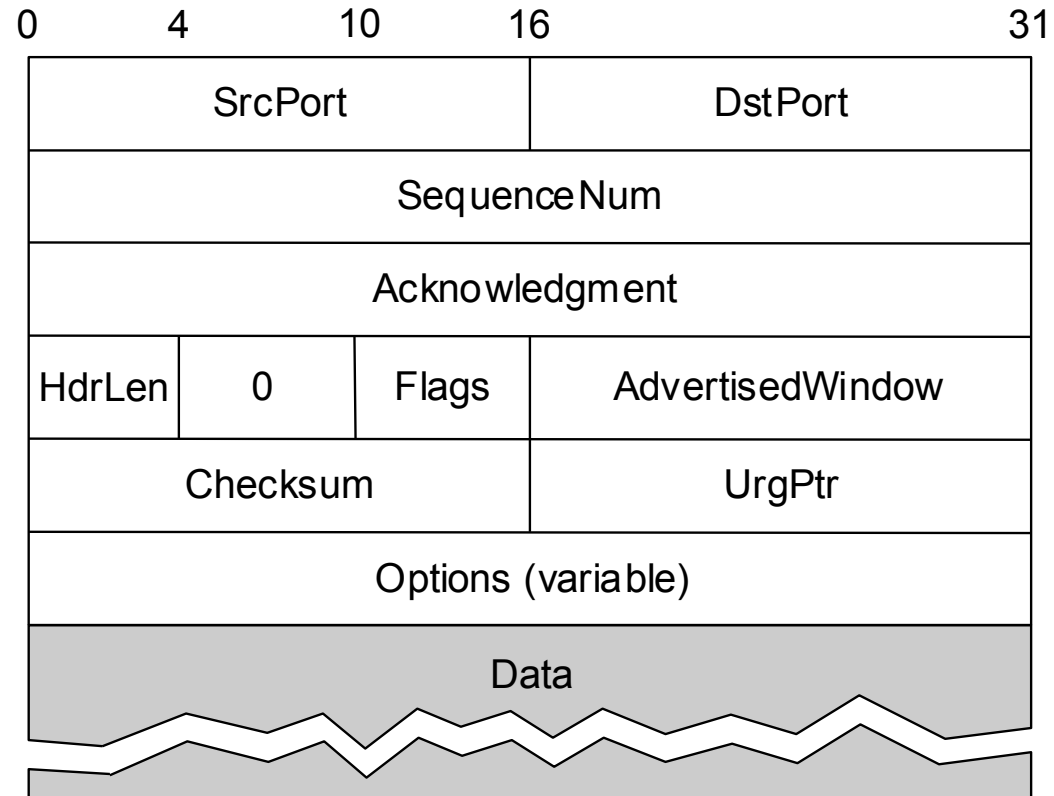 0 4 10 16 31
SrcPort DstPort
SequenceNum
Acknowledgment
HdrLen 0 Flags AdvertisedWindow
Checksum UrgPtr
Options (variable)
Data